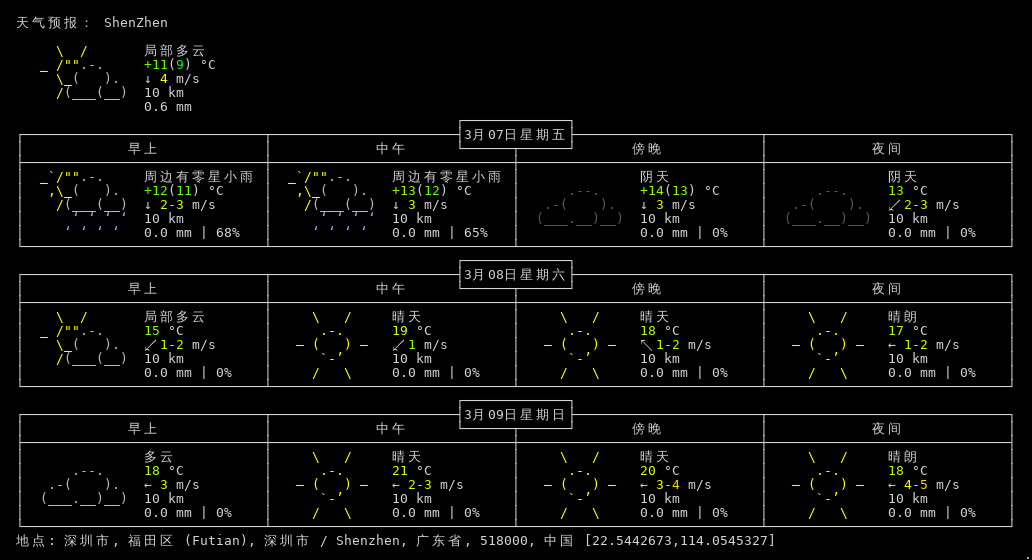 天气预报： ShenZhen
局部多云
+11(9) °C
↓ 4 m/s
10 km
0.6 mm
3月07日星期五
早上 中午 傍晚 夜间
周边有零星小雨 周边有零星小雨 阴天 阴天
+12(11) °C +13(12) °C +14(13) °C 13 °C
↓ 2-3 m/s ↓ 3 m/s ↓ 3 m/s ↙ 2-3 m/s
10 km 10 km 10 km 10 km
0.0 mm | 68% 0.0 mm | 65% 0.0 mm | 0% 0.0 mm | 0%
3月08日星期六
早上 中午 傍晚 夜间
局部多云 晴天 晴天 晴朗
15 °C 19 °C 18 °C 17 °C
↙ 1-2 m/s ↙ 1 m/s ↖ 1-2 m/s ← 1-2 m/s
10 km 10 km 10 km 10 km
0.0 mm | 0% 0.0 mm | 0% 0.0 mm | 0% 0.0 mm | 0%
3月09日星期日
早上 中午 傍晚 夜间
多云 晴天 晴天 晴朗
18 °C 21 °C 20 °C 18 °C
← 3 m/s ← 2-3 m/s ← 3-4 m/s ← 4-5 m/s
10 km 10 km 10 km 10 km
0.0 mm | 0% 0.0 mm | 0% 0.0 mm | 0% 0.0 mm | 0%
地点: 深圳市, 福田区 (Futian), 深圳市 / Shenzhen, 广东省, 518000, 中国 [22.5442673,114.0545327]